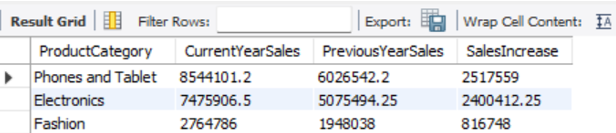 Result Grid Filter Rows: Export: Wrap Cell Content: IA
ProductCategory CurrentYearSales PreviousYearSales SalesIncrease
Phones and Tablet 8544101.2 6026542.2 2517559
Electronics 7475906.5 5075494.25 2400412.25
Fashion 2764786 1948038 816748